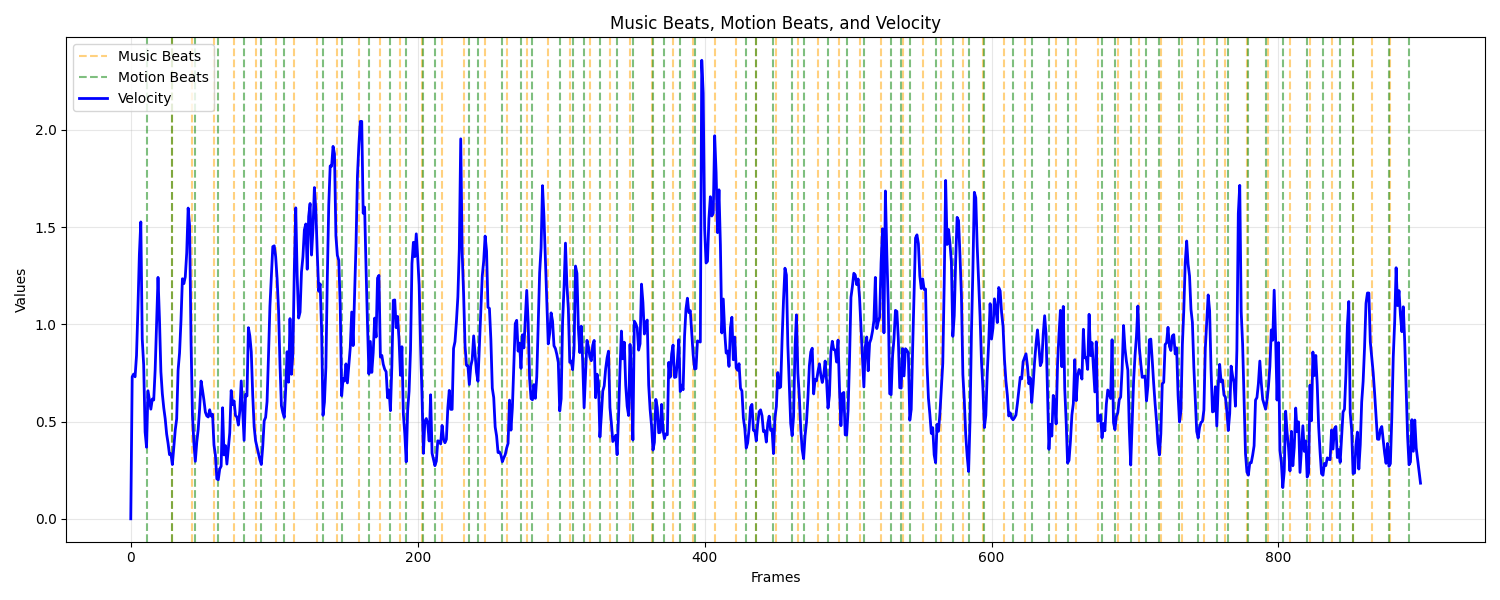 Music Beats, Motion Beats, and Velocity
Music Beats
Motion Beats
Velocity
Values
2.0
1.5
1.0
0.5
0.0
0
200
400
600
800
Frames